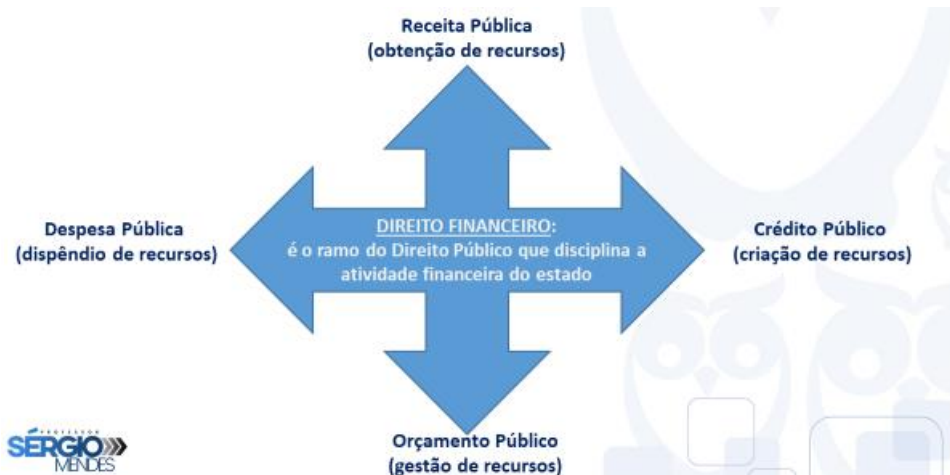 Receita Pública
(obtenção de recursos)
Despesa Pública
(dispêndio de recursos)
DIREITO FINANCEIRO:
é o ramo do Direito Público que disciplina a
atividade financeira do estado
Crédito Público
(criação de recursos)
Orçamento Público
(gestão de recursos)
PROFESSOR
SÉRGIO
MENDES